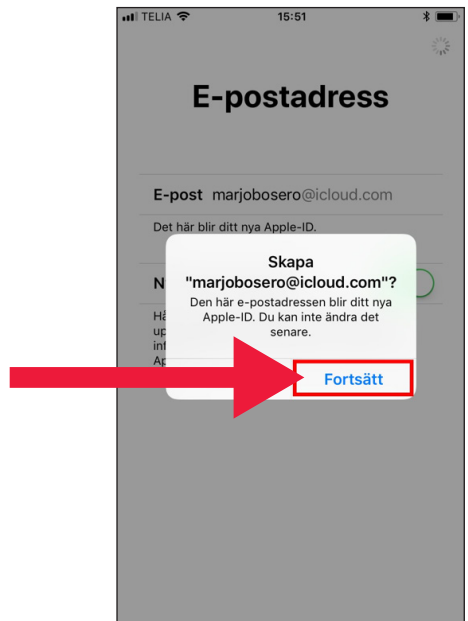 TELIA 15:51
E-postadress
E-post marjobosero@icloud.com
Det här blir ditt nya Apple-ID.
Skapa
"marjobosero@icloud.com"?
Den här e-postadressen blir ditt nya
Apple-ID. Du kan inte ändra det
senare.
Fortsätt